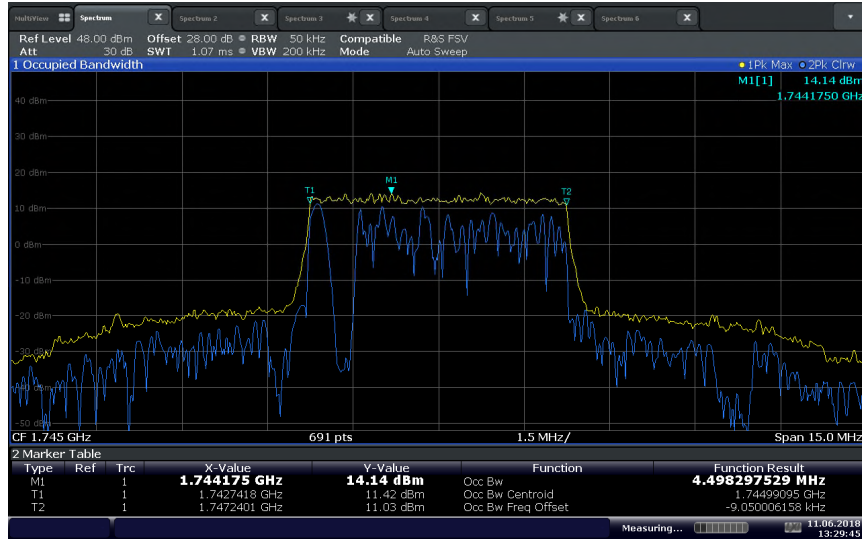 MultiView Spectrum X Spectrum 2 X Spectrum 3 X Spectrum 4 X Spectrum 5 X Spectrum 6 X
Ref Level 48.00 dBm Offset 28.00 dB RBW 50 kHz Compatible R&S FSV
Att 30 dB SWT 1.07 ms VBW 200 kHz Mode Auto Sweep
1 Occupied Bandwidth 1Pk Max 2Pk Clrw
M1[1] 14.14 dBm
1.7441750 GHz
40 dBm
30 dBm
20 dBm
M1
T1 T2
10 dBm
0 dBm
-10 dBm
-20 dBm
-30 dBm
-40 dBm
-50 dBm
CF 1.745 GHz 691 pts 1.5 MHz/ Span 15.0 MHz
2 Marker Table
Type Ref Trc X-Value Y-Value Function Function Result
M1 1 1.744175 GHz 14.14 dBm Occ Bw 4.498297529 MHz
T1 1 1.7427418 GHz 11.42 dBm Occ Bw Centroid 1.74499095 GHz
T2 1 1.7472401 GHz 11.03 dBm Occ Bw Freq Offset -9.050006158 kHz
Measuring... 11.06.2018
13:29:45